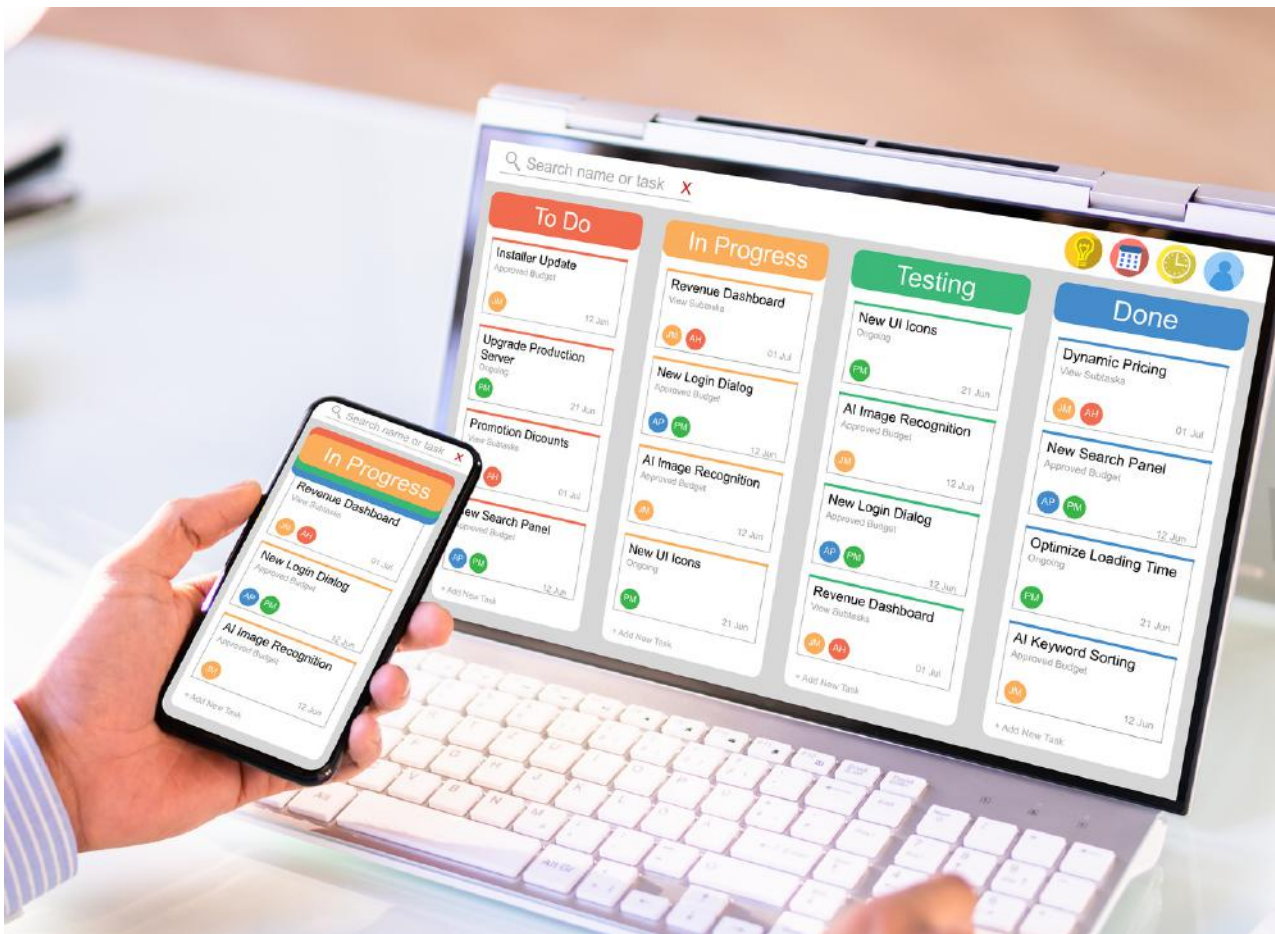 Search name or task X
To Do
Installer Update
Approved Budget
JM
12 Jun
Upgrade Production
Server
Ongoing
PM
21 Jun
Promotion Dicounts
View Subtasks
AH
01 Jul
ew Search Panel
Approved Budget
AP PM
12 Jun
+ Add New Task
In Progress
Revenue Dashboard
View Subtasks
JM AH
01 Jul
New Login Dialog
Approved Budget
AP PM
12 Jun
AI Image Recognition
Approved Budget
JM
12 Jun
New UI Icons
Ongoing
PM
21 Jun
+ Add New Task
Testing
New UI Icons
Ongoing
PM
21 Jun
AI Image Recognition
Approved Budget
JM
12 Jun
New Login Dialog
Approved Budget
AP PM
12 Jun
Revenue Dashboard
View Subtasks
JM AH
01 Jul
+ Add New Task
Done
Dynamic Pricing
View Subtasks
JM AH
01 Jul
New Search Panel
Approved Budget
AP PM
12 Jun
Optimize Loading Time
Ongoing
PM
21 Jun
AI Keyword Sorting
Approved Budget
JM
12 Jun
+ Add New Task
Search name or task X
In Progress
Revenue Dashboard
View Subtasks
JM AH
01 Jul
New Login Dialog
Approved Budget
AP PM
12 Jun
AI Image Recognition
Approved Budget
JM
12 Jun
+ Add New Task
Alt Gr